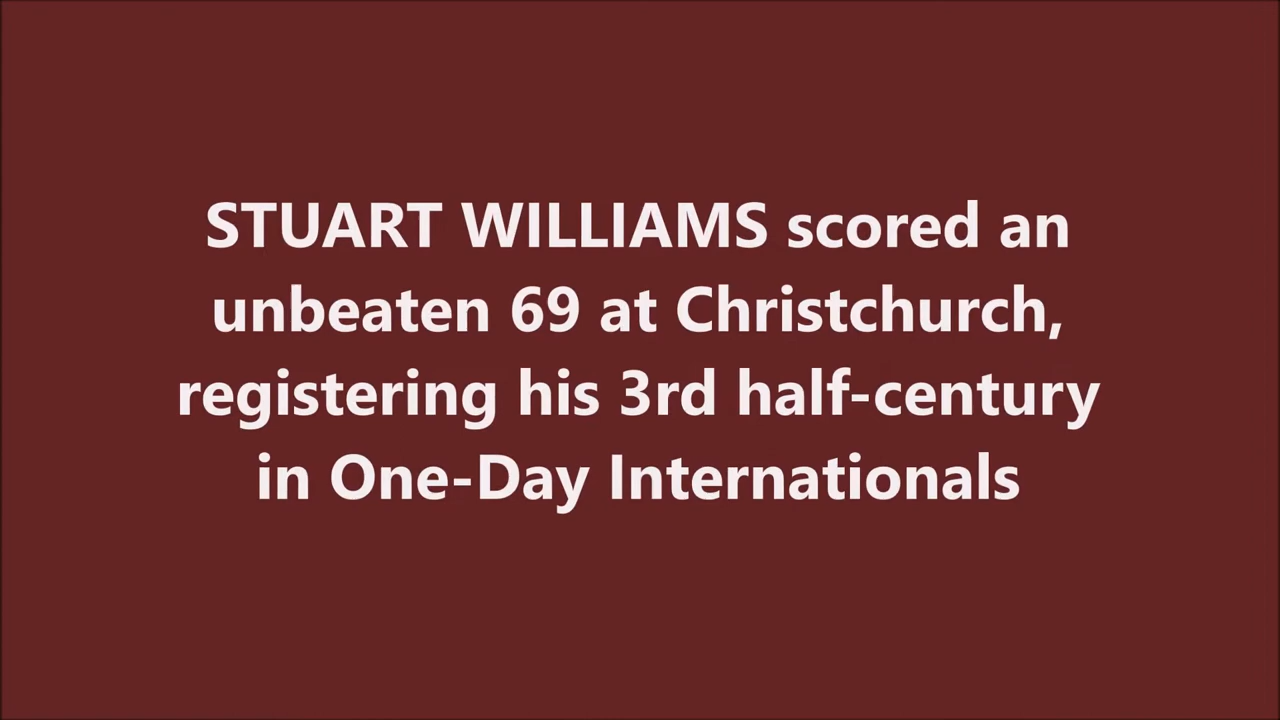 STUART WILLIAMS scored an
unbeaten 69 at Christchurch,
registering his 3rd half-century
in One-Day Internationals